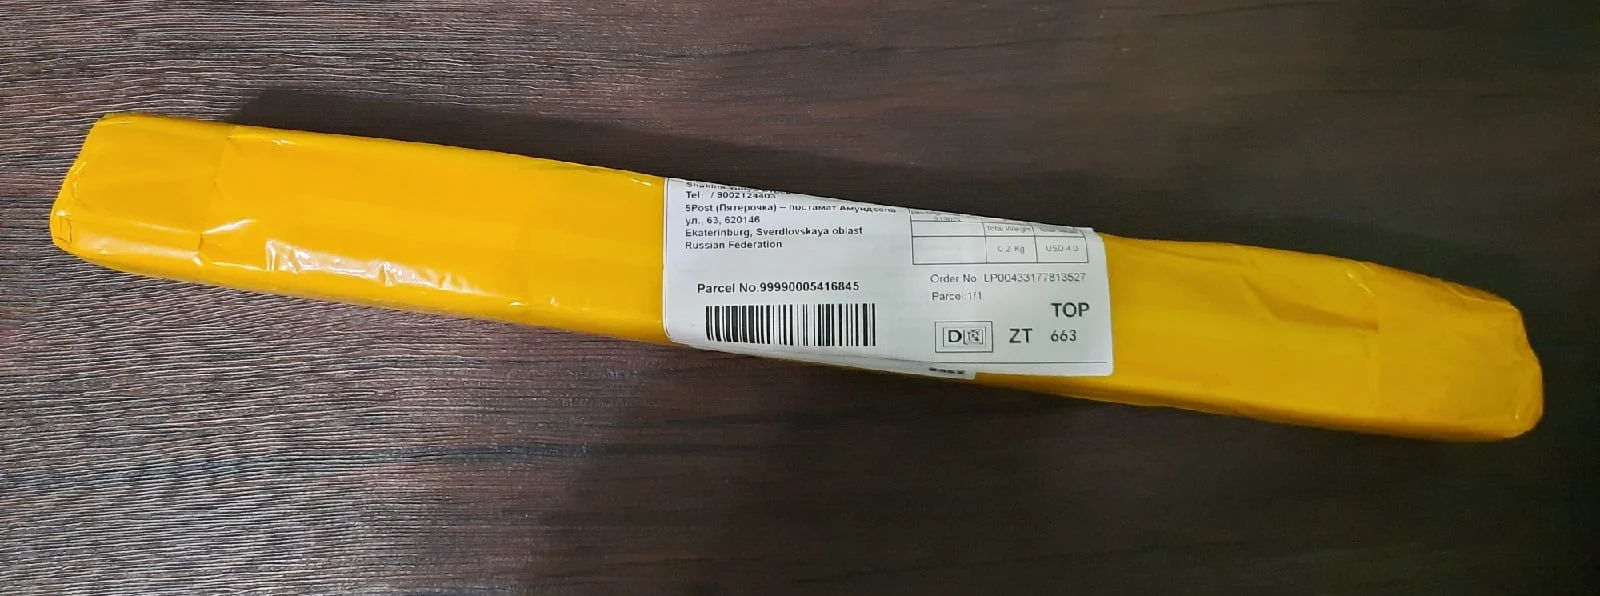 Tel:
5Post (Пятерочка) – постамат Амундсена
ул., 63, 620146
Ekaterinburg, Sverdlovskaya oblast
Russian Federation
Total Weight
0.2 Kg USD 4.0
Order No LP00433177813527
Parcel No.99990005416845
Parcel:1/1
TOP
D
ZT 663